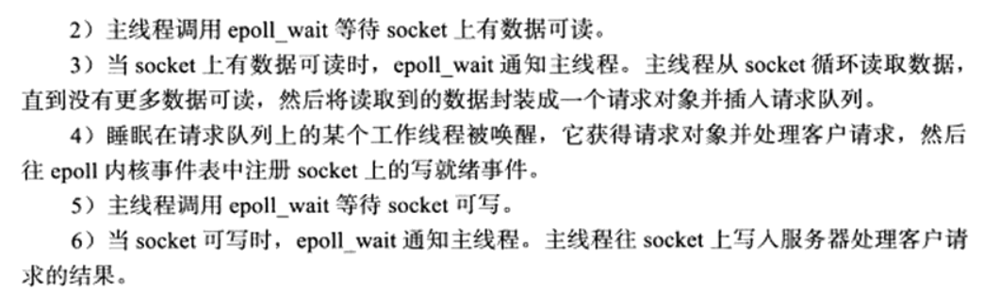 2）主线程调用 epoll_wait 等待 socket 上有数据可读。
3）当 socket 上有数据可读时，epoll_wait 通知主线程。主线程从 socket 循环读取数据，
直到没有更多数据可读，然后将读取到的数据封装成一个请求对象并插入请求队列。
4）睡眠在请求队列上的某个工作线程被唤醒，它获得请求对象并处理客户请求，然后
往 epoll 内核事件表中注册 socket 上的写就绪事件。
5）主线程调用 epoll_wait 等待 socket 可写。
6）当 socket 可写时，epoll_wait 通知主线程。主线程往 socket 上写入服务器处理客户请
求的结果。